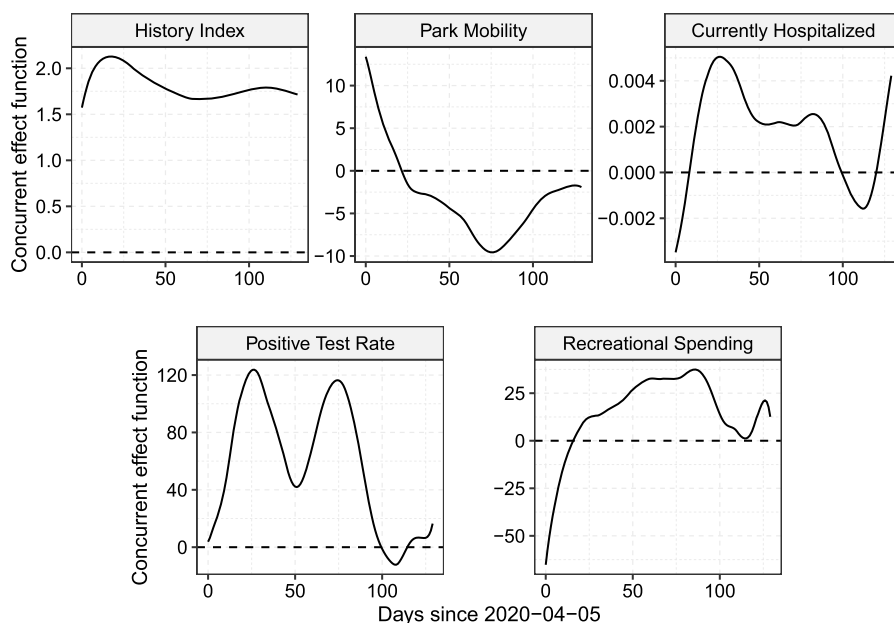 History Index
Park Mobility
Currently Hospitalized
Concurrent effect function
2.0
1.5
1.0
0.5
0.0
0 50 100
10
5
0
−5
−10
0 50 100
0.004
0.002
0.000
−0.002
0 50 100
Positive Test Rate
Recreational Spending
Concurrent effect function
120
80
40
0
0 50 100
25
0
−25
−50
0 50 100
Days since 2020−04−05